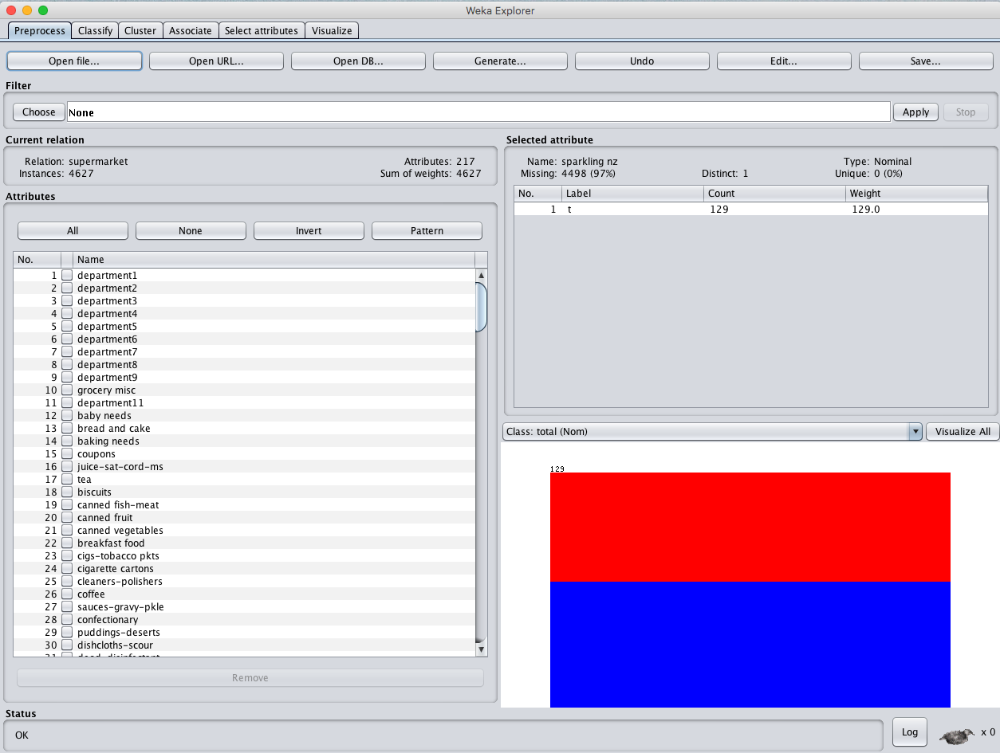 Weka Explorer
Preprocess Classify Cluster Associate Select attributes Visualize
Open file... Open URL... Open DB... Generate... Undo Edit... Save...
Filter
Choose None Apply Stop
Current relation
Relation: supermarket Attributes: 217
Instances: 4627 Sum of weights: 4627
Attributes
All None Invert Pattern
No. Name
1 department1
2 department2
3 department3
4 department4
5 department5
6 department6
7 department7
8 department8
9 department9
10 grocery misc
11 department11
12 baby needs
13 bread and cake
14 baking needs
15 coupons
16 juice-sat-cord-ms
17 tea
18 biscuits
19 canned fish-meat
20 canned fruit
21 canned vegetables
22 breakfast food
23 cigs-tobacco pkts
24 cigarette cartons
25 cleaners-polishers
26 coffee
27 sauces-gravy-pkle
28 confectionary
29 puddings-deserts
30 dishcloths-scour
Remove
Selected attribute
Name: sparkling nz Type: Nominal
Missing: 4498 (97%) Distinct: 1 Unique: 0 (0%)
No. Label Count Weight
1 t 129 129.0
Class: total (Nom) Visualize All
129
Status
OK
Log x 0